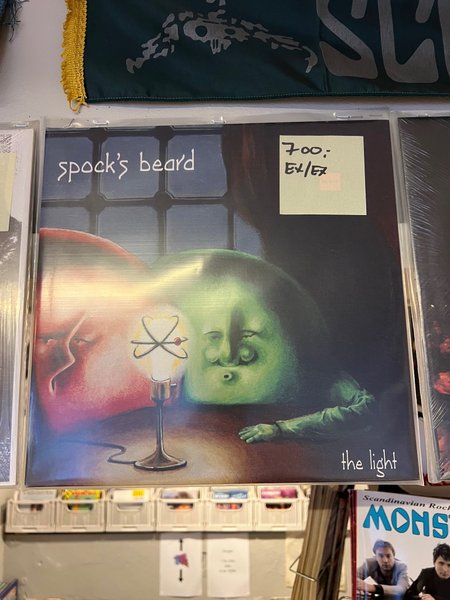 spock's beard
700:-
EX/EX
the light
Scandinavian Rock
MONS